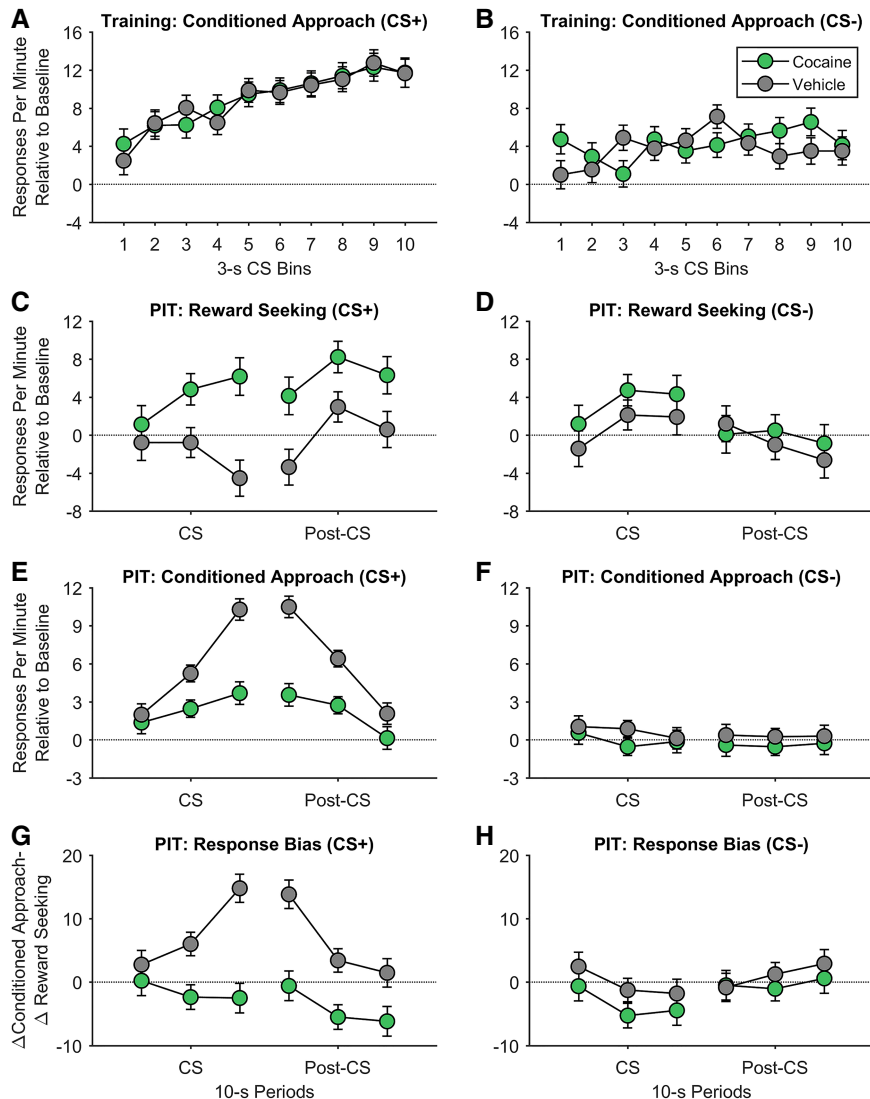 A
Training: Conditioned Approach (CS+)
Responses Per Minute
Relative to Baseline
16
12
8
4
0
-4
1 2 3 4 5 6 7 8 9 10
3-s CS Bins
B
Training: Conditioned Approach (CS-)
Cocaine
Vehicle
16
12
8
4
0
-4
1 2 3 4 5 6 7 8 9 10
3-s CS Bins
C
PIT: Reward Seeking (CS+)
Responses Per Minute
Relative to Baseline
12
8
4
0
-4
-8
CS Post-CS
D
PIT: Reward Seeking (CS-)
12
8
4
0
-4
-8
CS Post-CS
E
PIT: Conditioned Approach (CS+)
Responses Per Minute
Relative to Baseline
12
9
6
3
0
-3
CS Post-CS
F
PIT: Conditioned Approach (CS-)
12
9
6
3
0
-3
CS Post-CS
G
PIT: Response Bias (CS+)
ΔConditioned Approach-
Δ Reward Seeking
20
10
0
-10
CS Post-CS
10-s Periods
H
PIT: Response Bias (CS-)
20
10
0
-10
CS Post-CS
10-s Periods